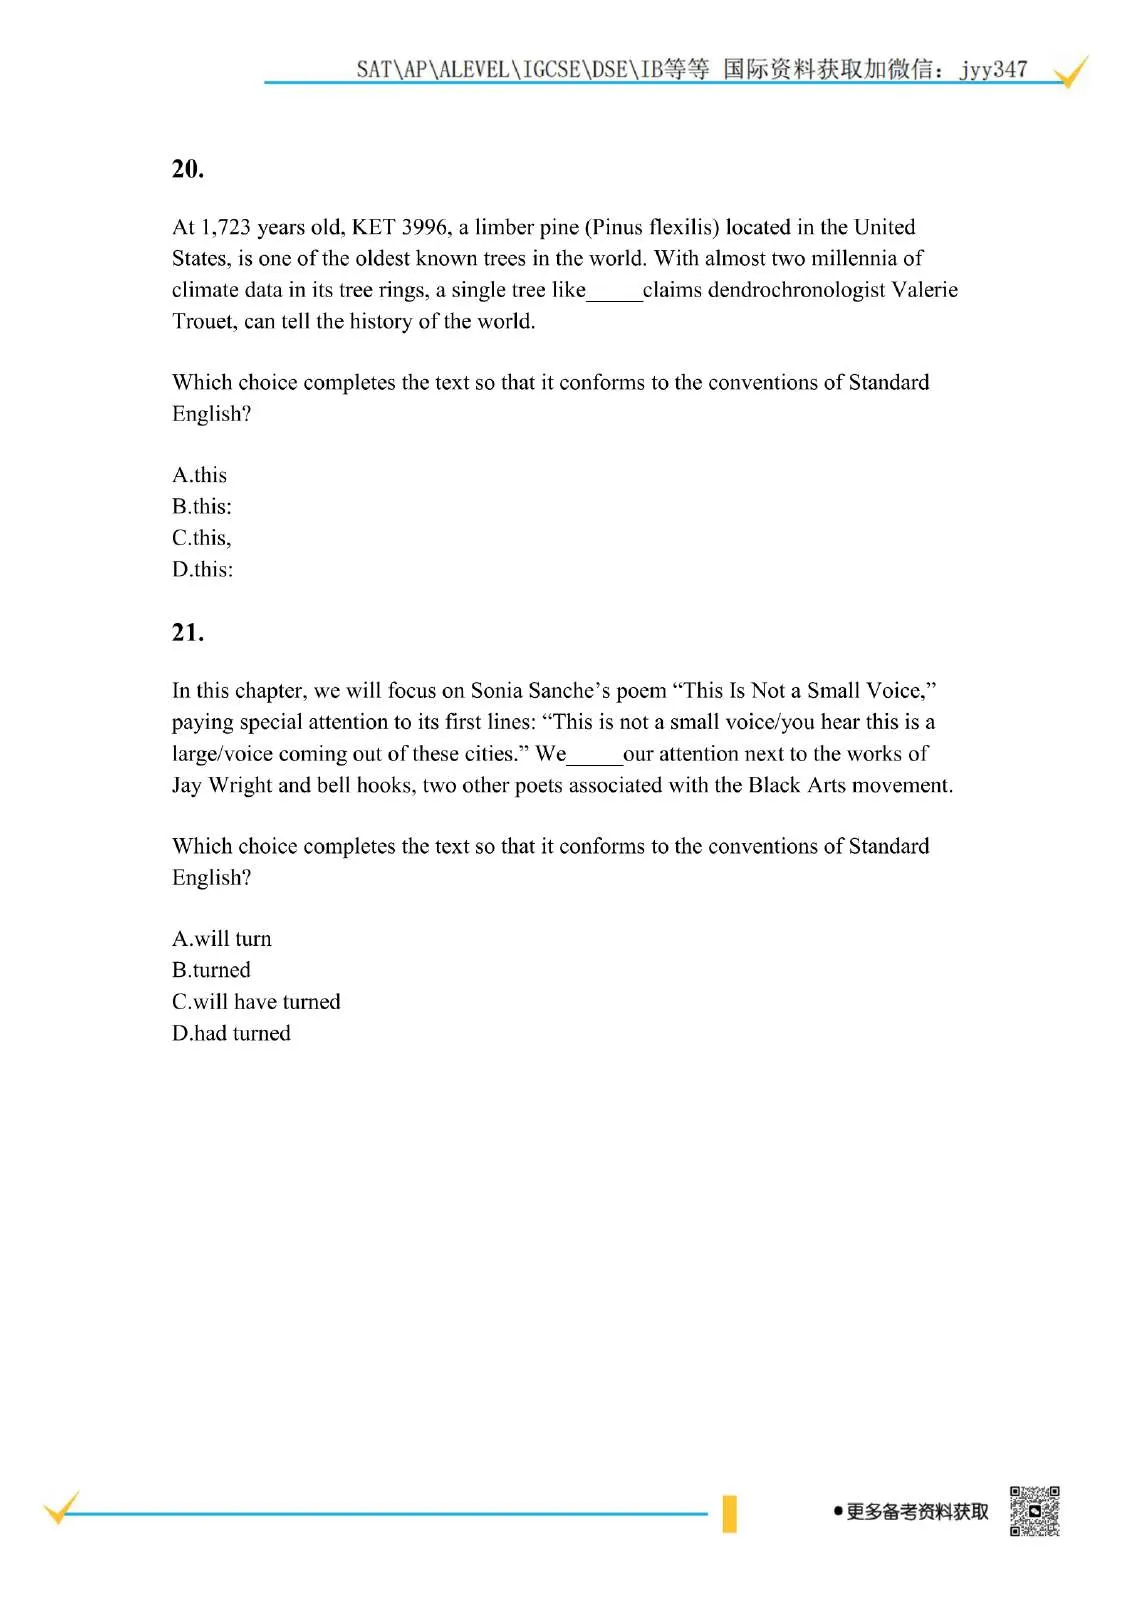 SAT\AP\ALEVEL\IGCSE\DSE\IB等等 国际资料获取加微信：jyy347
20.
At 1,723 years old, KET 3996, a limber pine (Pinus flexilis) located in the United
States, is one of the oldest known trees in the world. With almost two millennia of
climate data in its tree rings, a single tree like_____claims dendrochronologist Valerie
Trouet, can tell the history of the world.
Which choice completes the text so that it conforms to the conventions of Standard
English?
A.this
B.this:
C.this,
D.this:
21.
In this chapter, we will focus on Sonia Sanche’s poem “This Is Not a Small Voice,”
paying special attention to its first lines: “This is not a small voice/you hear this is a
large/voice coming out of these cities.” We_____our attention next to the works of
Jay Wright and bell hooks, two other poets associated with the Black Arts movement.
Which choice completes the text so that it conforms to the conventions of Standard
English?
A.will turn
B.turned
C.will have turned
D.had turned
•更多备考资料获取